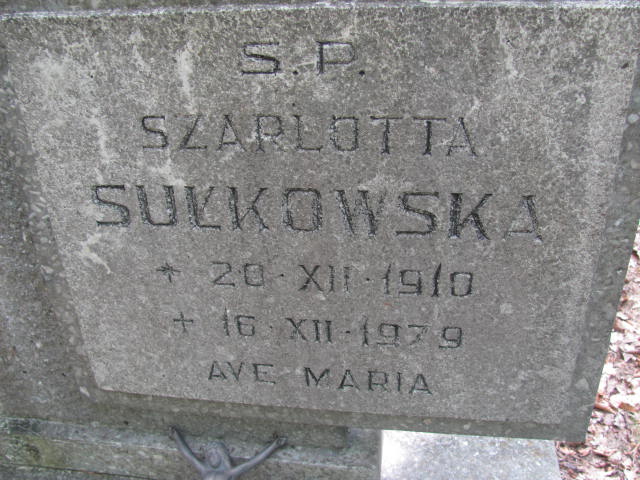 S.P.
SZARLOTTA
SUŁKOWSKA
* 20·XII·1910
+ 16·XII·1979
AVE MARIA